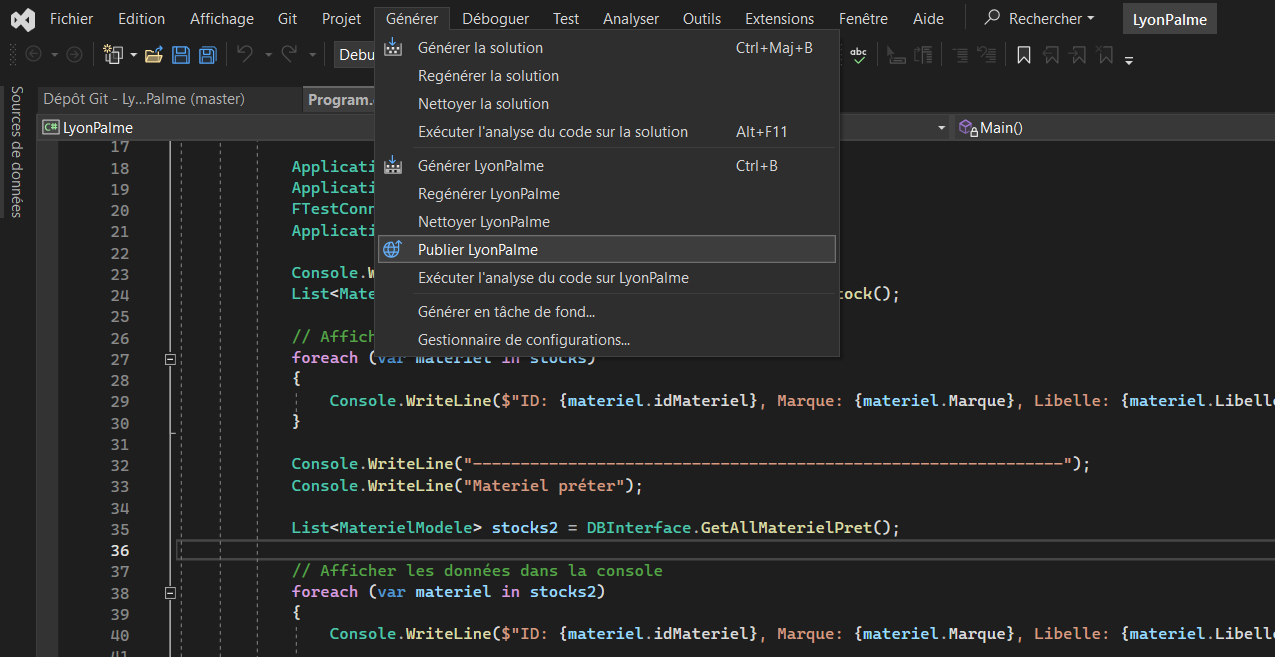 Fichier Edition Affichage Git Projet Générer Déboguer Test Analyser Outils Extensions Fenêtre Aide Rechercher LyonPalme
Debu
Générer la solution Ctrl+Maj+B
Regénérer la solution
Nettoyer la solution
Exécuter l'analyse du code sur la solution Alt+F11
Générer LyonPalme Ctrl+B
Regénérer LyonPalme
Nettoyer LyonPalme
Publier LyonPalme
Exécuter l'analyse du code sur LyonPalme
Générer en tâche de fond...
Gestionnaire de configurations...
abc
Sources de données
Dépôt Git - Ly...Palme (master) Program.
C# LyonPalme Main()
17
18 Applicati
19 Applicati
20 FTestConn
21 Applicati
22
23 Console.W
24 List<Mate tock();
25
26 // Affich
27 foreach (var materiel in stocks)
28 {
29 Console.WriteLine($"ID: {materiel.idMateriel}, Marque: {materiel.Marque}, Libelle: {materiel.Libelle
30 }
31
32 Console.WriteLine("--------------------------------------------------------------");
33 Console.WriteLine("Materiel préter");
34
35 List<MaterielModele> stocks2 = DBInterface.GetAllMaterielPret();
36
37 // Afficher les données dans la console
38 foreach (var materiel in stocks2)
39 {
40 Console.WriteLine($"ID: {materiel.idMateriel}, Marque: {materiel.Marque}, Libelle: {materiel.Libelle
41